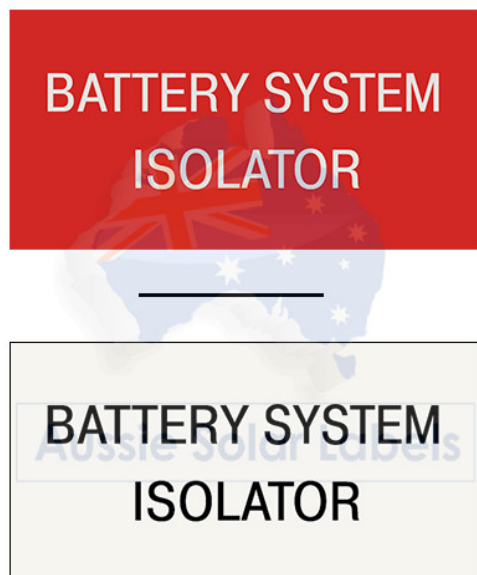 BATTERY SYSTEM
ISOLATOR
BATTERY SYSTEM
Aussie Solar Labels
ISOLATOR